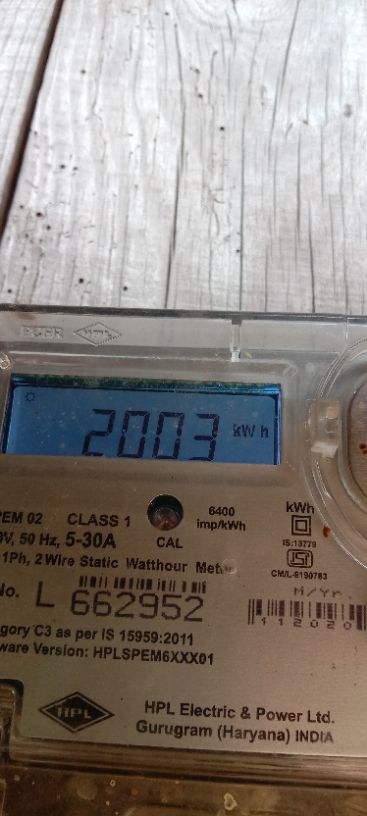 HPL
2003 kWh
PEM 02 CLASS 1
6400 imp/kWh
kWh
V, 50 Hz, 5-30A
CAL
IS:13779
1Ph, 2 Wire Static Watthour Meter
CM/L-9190783
No. L 662952
M/Yr.
112020
gory C3 as per IS 15959:2011
ware Version: HPLSPEM6XXX01
HPL
HPL Electric & Power Ltd.
Gurugram (Haryana) INDIA